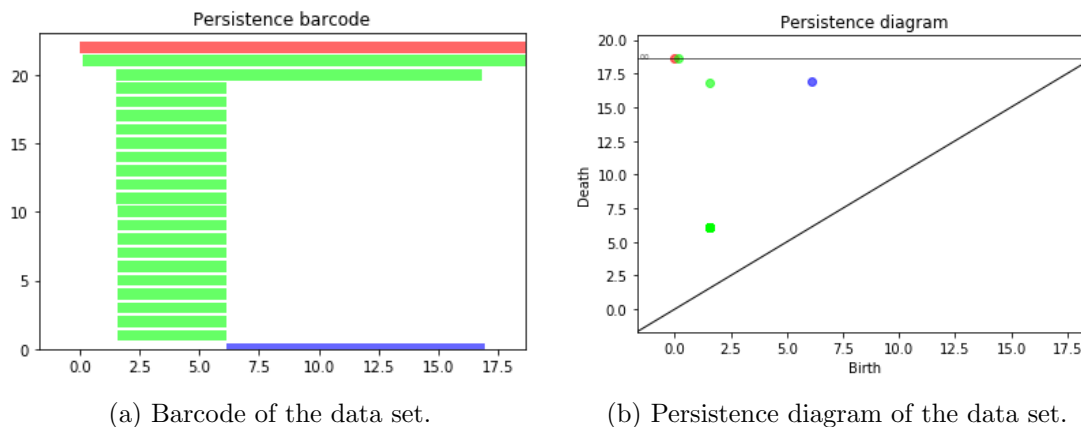 Persistence barcode
20
15
10
5
0
0.0 2.5 5.0 7.5 10.0 12.5 15.0 17.5
(a) Barcode of the data set.
Persistence diagram
20.0
17.5
15.0
12.5
10.0
7.5
5.0
2.5
0.0
Death
∞
0.0 2.5 5.0 7.5 10.0 12.5 15.0 17.5
Birth
(b) Persistence diagram of the data set.